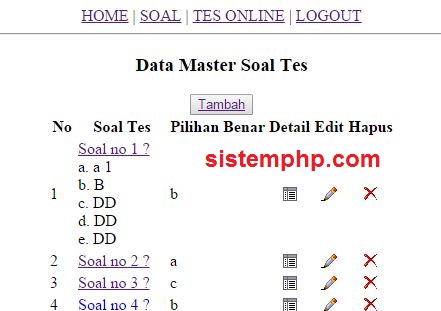 HOME | SOAL | TES ONLINE | LOGOUT
Data Master Soal Tes
Tambah
No Soal Tes Pilihan Benar Detail Edit Hapus
sistemphp.com
1 Soal no 1 ? b
a. a 1
b. B
c. DD
d. DD
e. DD
2 Soal no 2 ? a
3 Soal no 3 ? c
4 Soal no 4 ? b